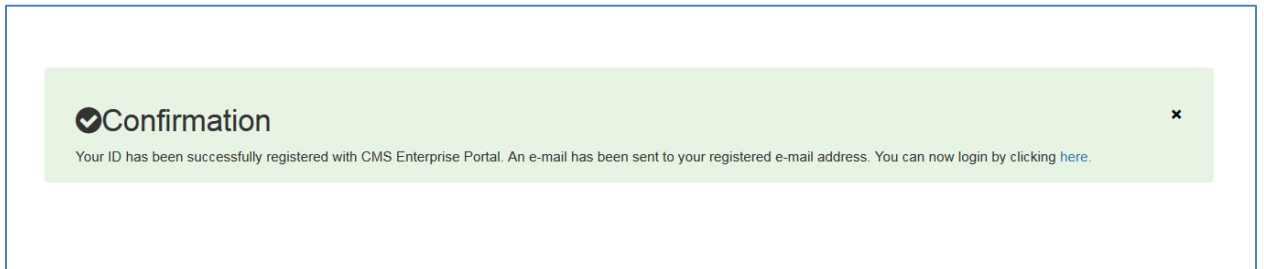 Confirmation
Your ID has been successfully registered with CMS Enterprise Portal. An e-mail has been sent to your registered e-mail address. You can now login by clicking here.